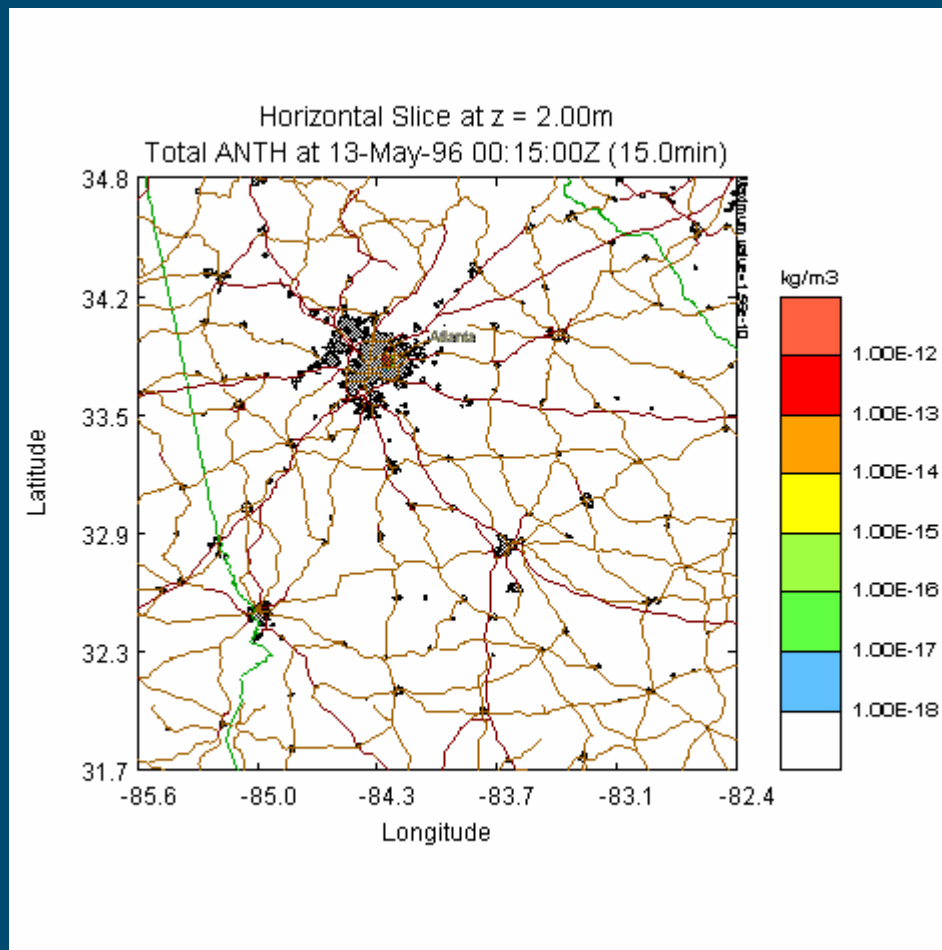 Horizontal Slice at z = 2.00m
Total ANTH at 13-May-96 00:15:00Z (15.0min)
34.8
34.2
33.5
32.9
32.3
31.7
Latitude
-85.6 -85.0 -84.3 -83.7 -83.1 -82.4
Longitude
Atlanta
Maximum value=
kg/m3
1.00E-12
1.00E-13
1.00E-14
1.00E-15
1.00E-16
1.00E-17
1.00E-18